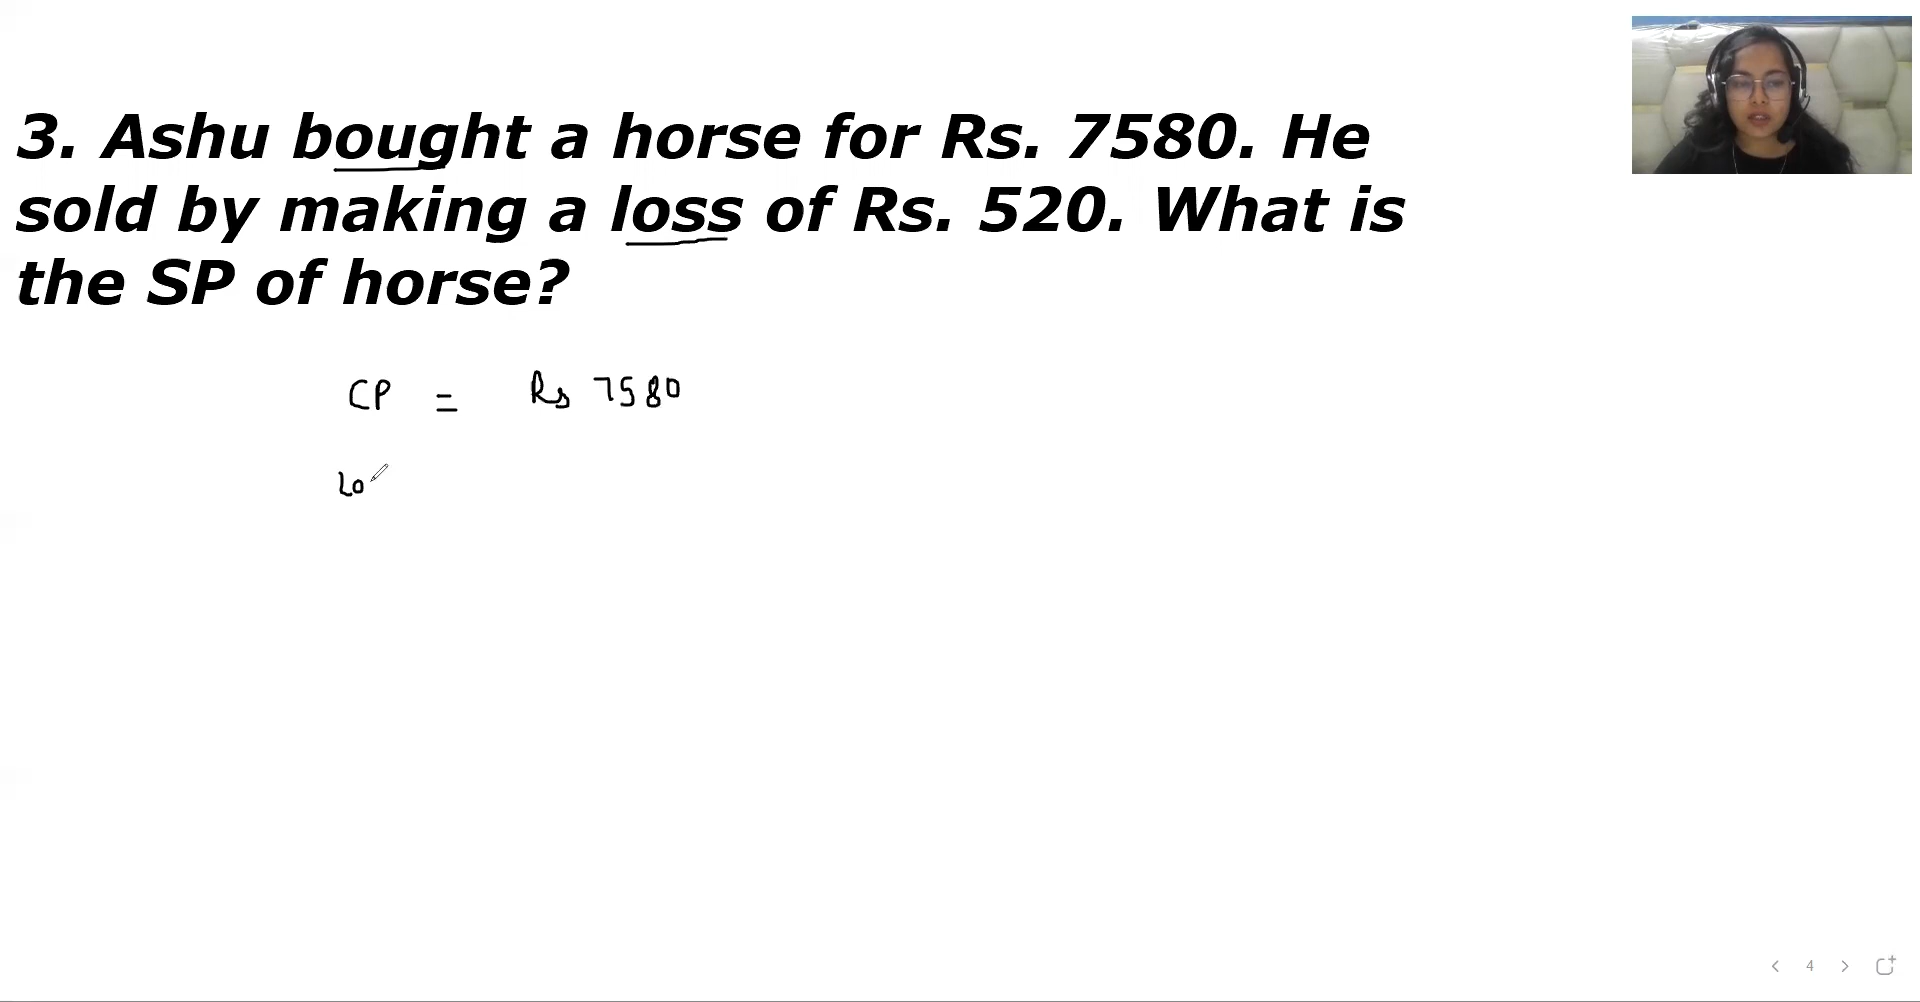 3. Ashu bought a horse for Rs. 7580. He
sold by making a loss of Rs. 520. What is
the SP of horse?
CP = Rs 7580
Lo
4